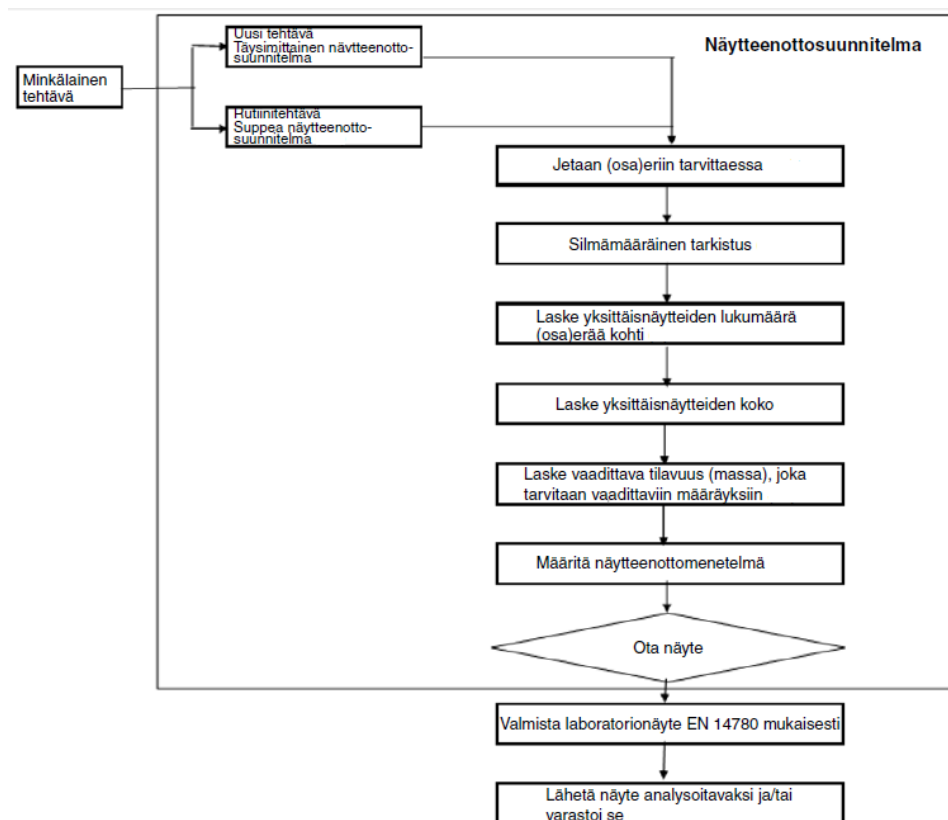 Uusi tehtävä
Täysimittainen näytteenotto-
suunnitelma
Näytteenottosuunnitelma
Minkälainen
tehtävä
Rutiinitehtävä
Suppea näytteenotto-
suunnitelma
Jetaan (osa)eriin tarvittaessa
Silmämääräinen tarkistus
Laske yksittäisnäytteiden lukumäärä
(osa)erää kohti
Laske yksittäisnäytteiden koko
Laske vaadittava tilavuus (massa), joka
tarvitaan vaadittaviin määräyksiin
Määritä näytteenottomenetelmä
Ota näyte
Valmista laboratorionäyte EN 14780 mukaisesti
Lähetä näyte analysoitavaksi ja/tai
varastoi se